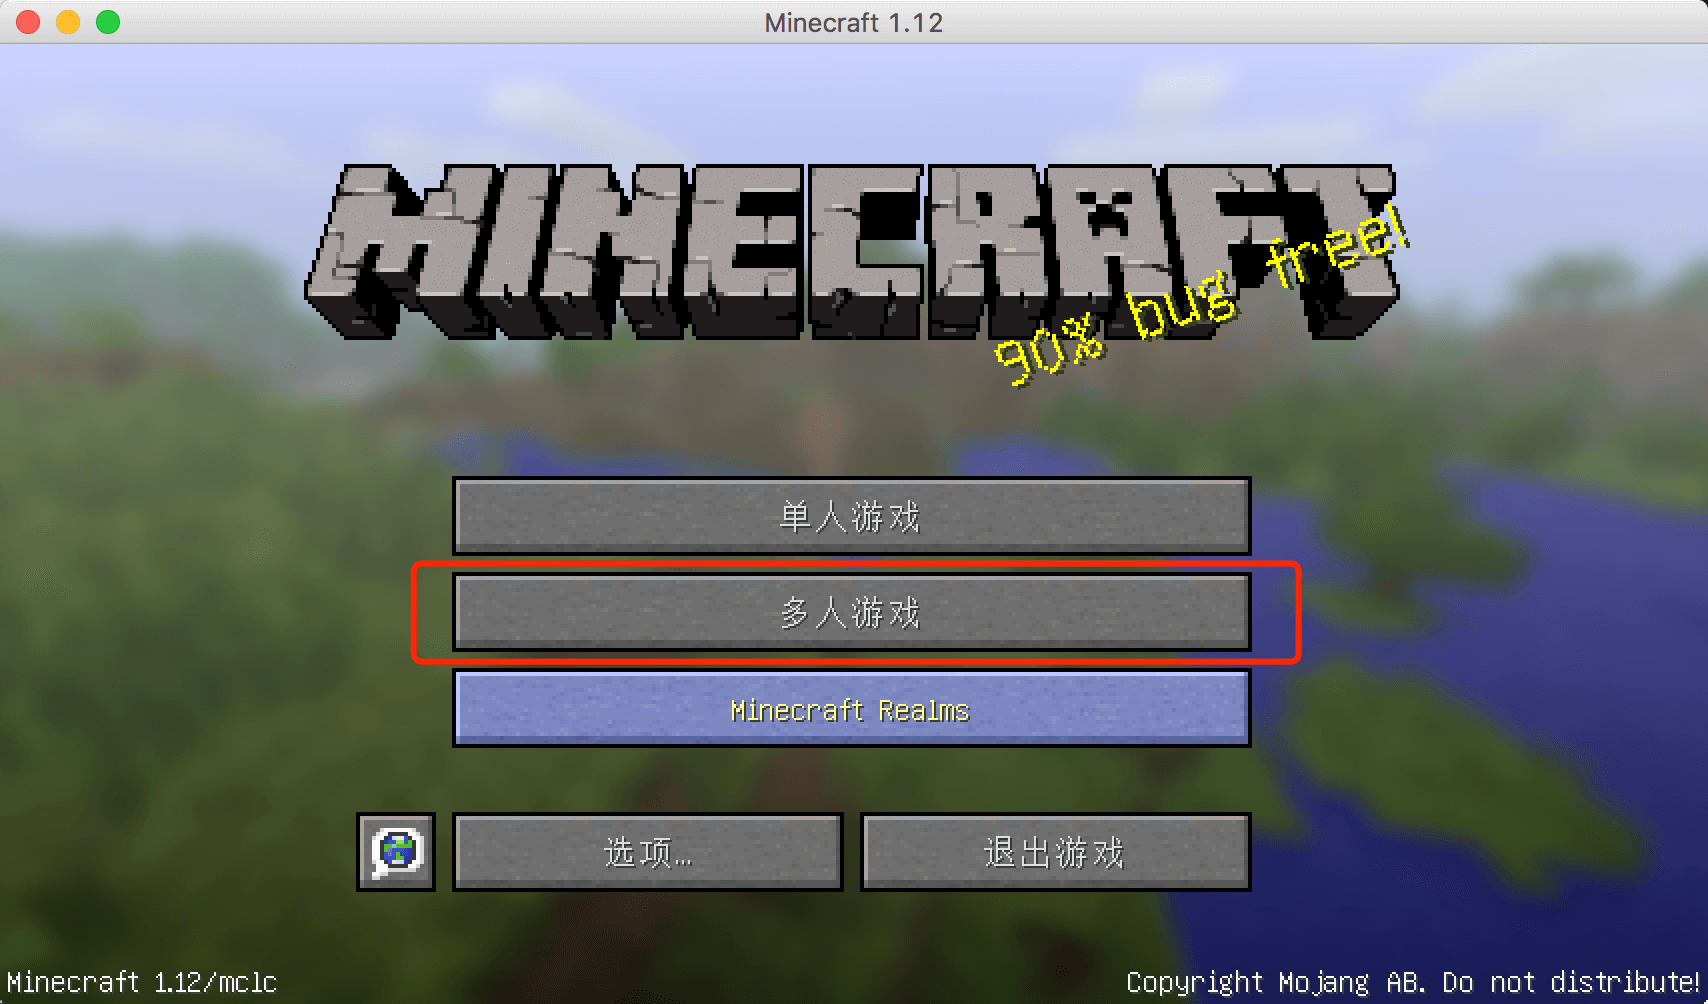 Minecraft 1.12
MINECRAFT
90% bug free!
单人游戏
多人游戏
Minecraft Realms
选项...
退出游戏
Minecraft 1.12/mclc
Copyright Mojang AB. Do not distribute!